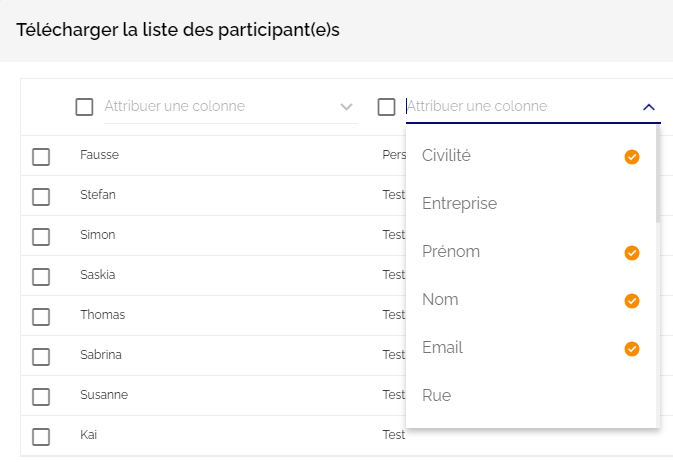 Télécharger la liste des participant(e)s
Attribuer une colonne Attribuer une colonne
Fausse Pers
Civilité
Stefan Test
Entreprise
Simon Test
Prénom
Saskia Test
Nom
Thomas Test
Email
Sabrina Test
Susanne Test
Rue
Kai Test